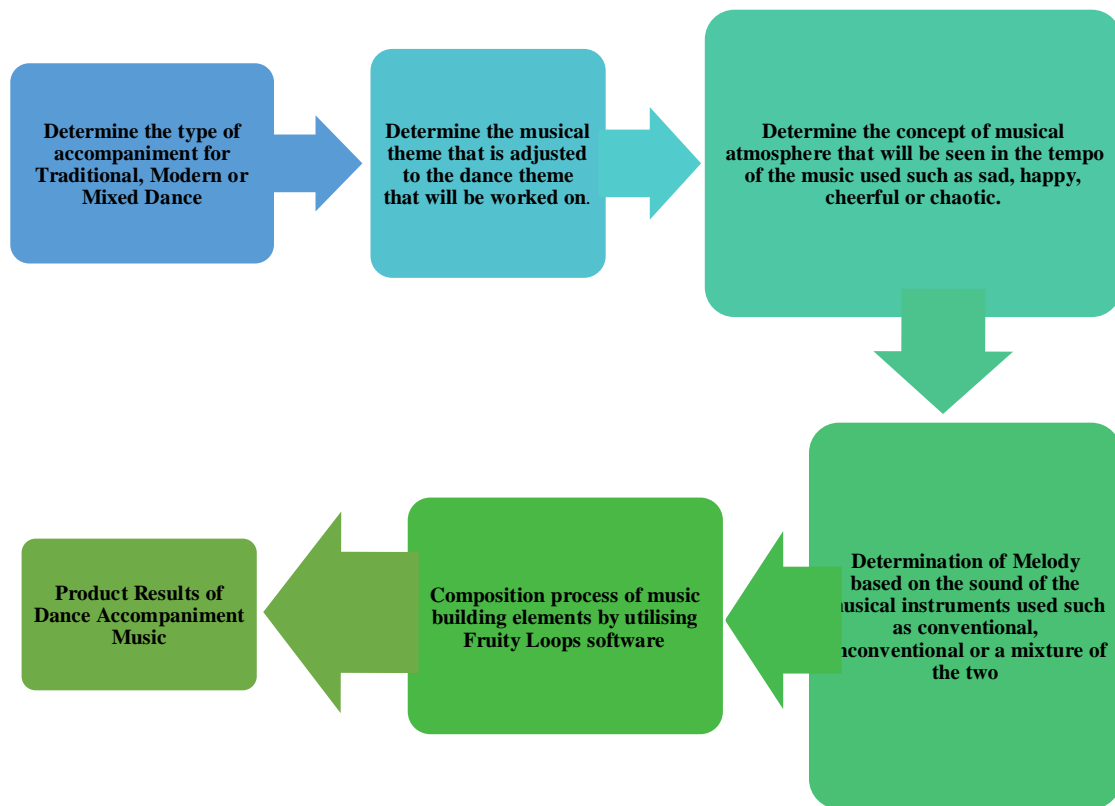 Determine the type of
accompaniment for
Traditional, Modern or
Mixed Dance
Determine the musical
theme that is adjusted
to the dance theme
that will be worked on.
Determine the concept of musical
atmosphere that will be seen in the tempo
of the music used such as sad, happy,
cheerful or chaotic.
Determination of Melody
based on the sound of the
musical instruments used such
as conventional,
unconventional or a mixture of
the two
Composition process of music
building elements by utilising
Fruity Loops software
Product Results of
Dance Accompaniment
Music